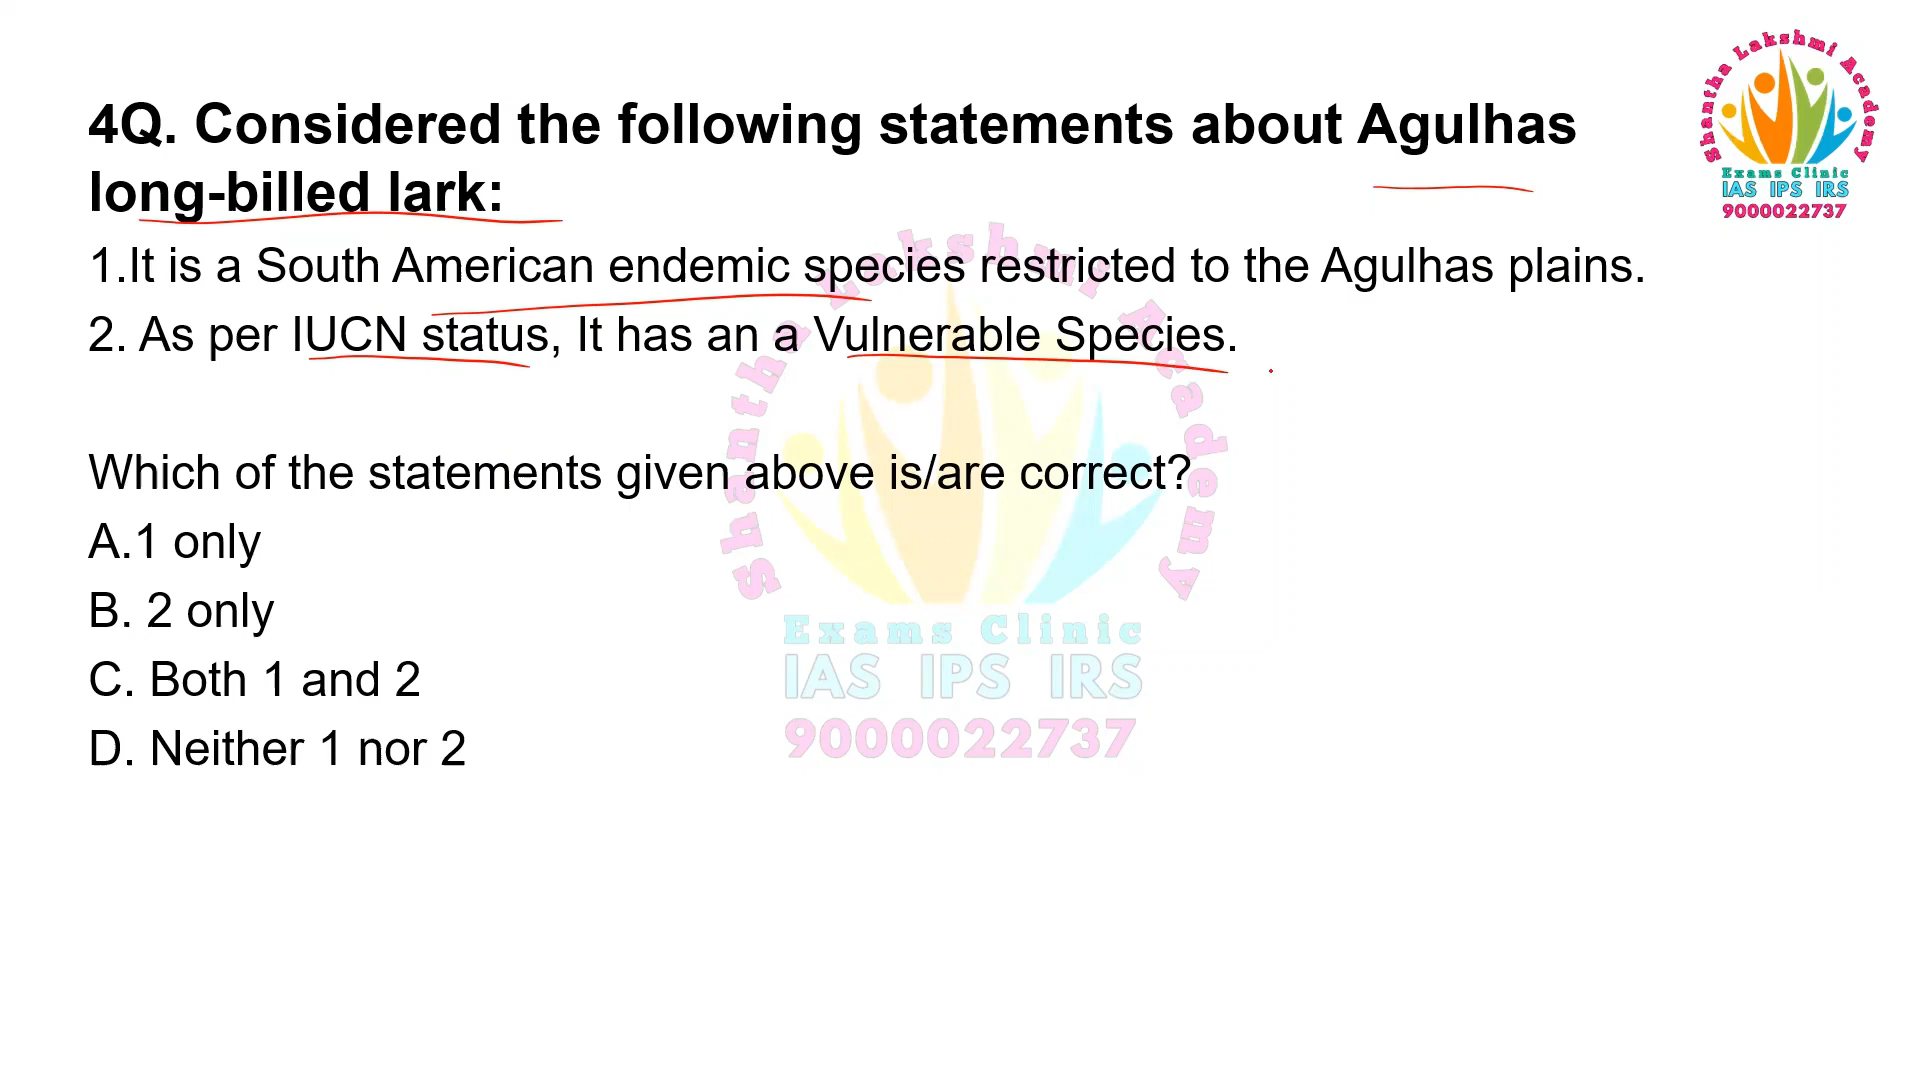 Shantha Lakshmi Academy
4Q. Considered the following statements about Agulhas
long-billed lark:
Exams Clinic
IAS IPS IRS
9000022737
1.It is a South American endemic species restricted to the Agulhas plains.
2. As per IUCN status, It has an a Vulnerable Species.
Which of the statements given above is/are correct?
A.1 only
B. 2 only
C. Both 1 and 2
D. Neither 1 nor 2
Shantha Lakshmi Academy
Exams Clinic
IAS IPS IRS
9000022737